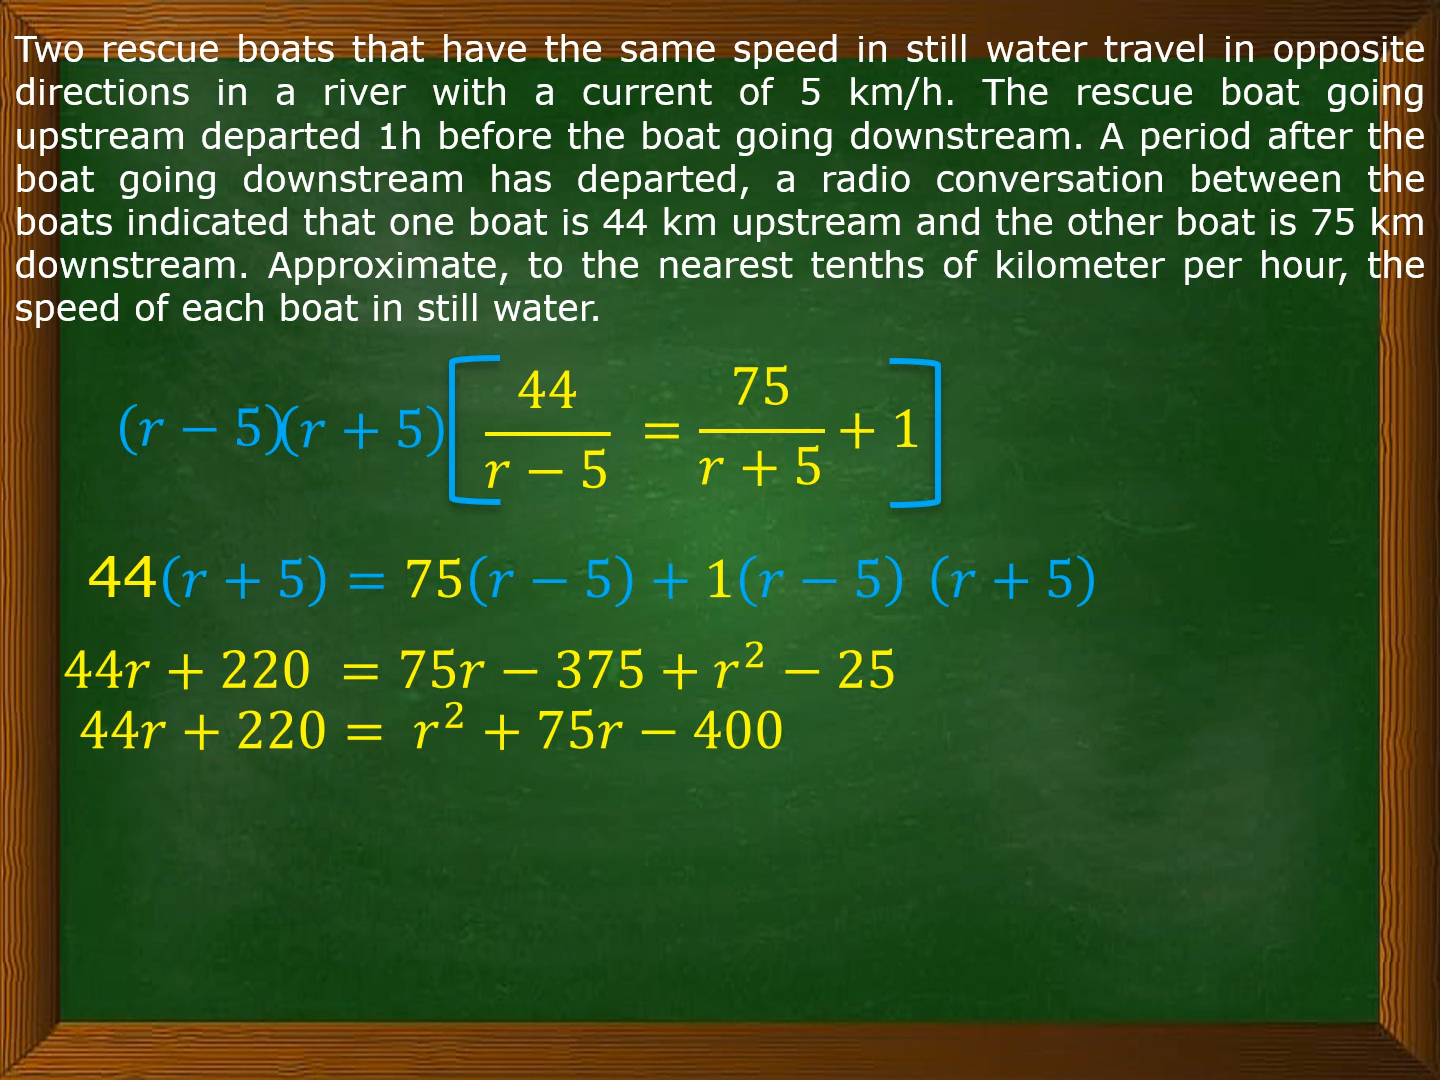 Two rescue boats that have the same speed in still water travel in opposite
directions in a river with a current of 5 km/h. The rescue boat going
upstream departed 1h before the boat going downstream. A period after the
boat going downstream has departed, a radio conversation between the
boats indicated that one boat is 44 km upstream and the other boat is 75 km
downstream. Approximate, to the nearest tenths of kilometer per hour, the
speed of each boat in still water.
(r − 5)(r + 5)[44/(r − 5) = 75/(r + 5) + 1]
44(r + 5) = 75(r − 5) + 1(r − 5) (r + 5)
44r + 220 = 75r − 375 + r² − 25
44r + 220 = r² + 75r − 400